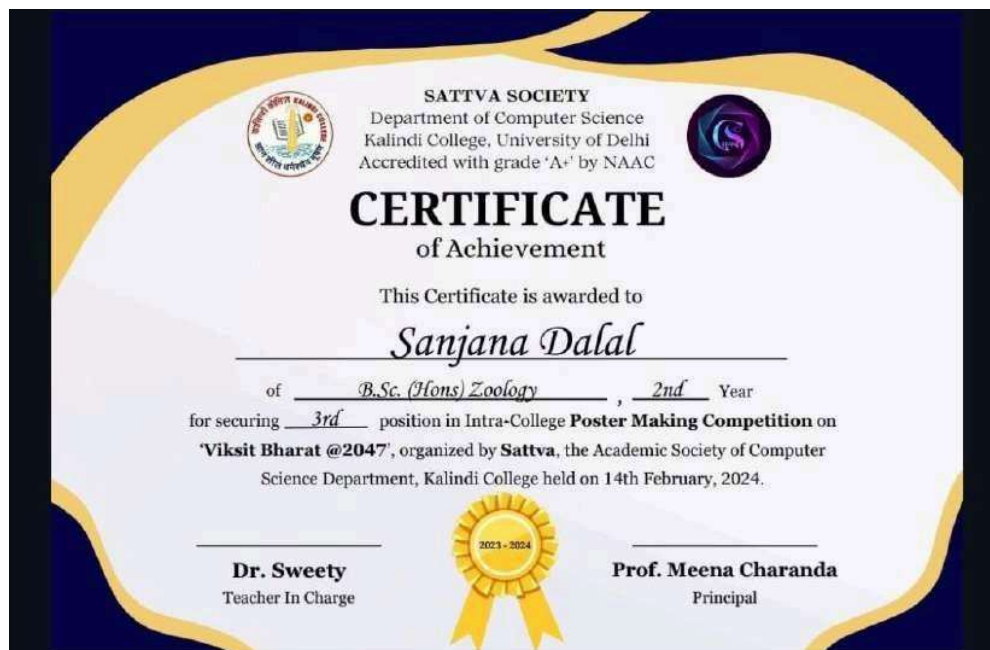 SATTVA SOCIETY
Department of Computer Science
Kalindi College, University of Delhi
Accredited with grade 'A+' by NAAC
CERTIFICATE
of Achievement
This Certificate is awarded to
Sanjana Dalal
of B.Sc. (Hons) Zoology , 2nd Year
for securing 3rd position in Intra-College Poster Making Competition on
'Viksit Bharat @2047', organized by Sattva, the Academic Society of Computer
Science Department, Kalindi College held on 14th February, 2024.
2023 - 2024
Dr. Sweety
Teacher In Charge
Prof. Meena Charanda
Principal
कालिन्दी कॉलेज KALINDI COLLEGE